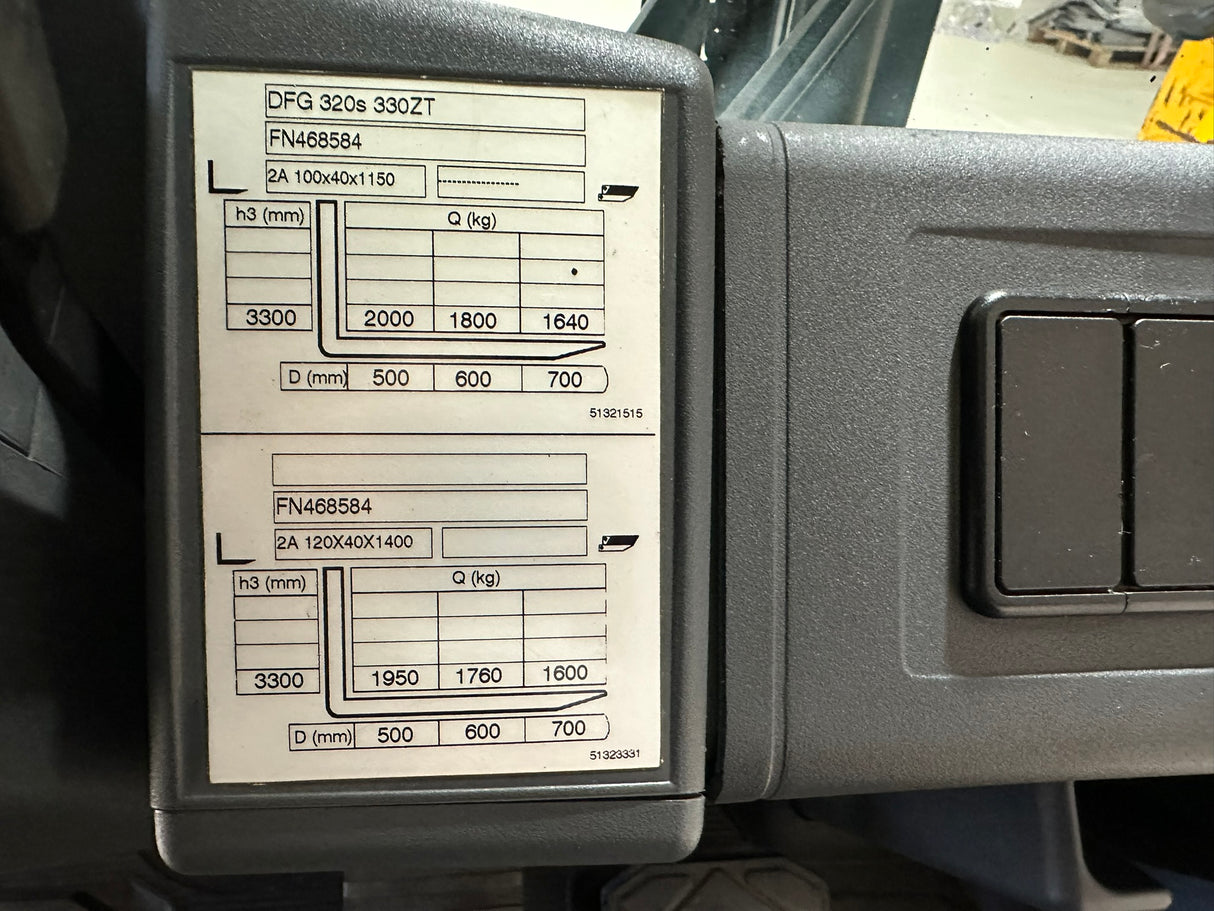 DFG 320s 330ZT
FN468584
2A 100x40x1150 ---------------
h3 (mm) Q (kg)
3300 2000 1800 1640
D (mm) 500 600 700
51321515
FN468584
2A 120X40X1400
h3 (mm) Q (kg)
3300 1950 1760 1600
D (mm) 500 600 700
51323331